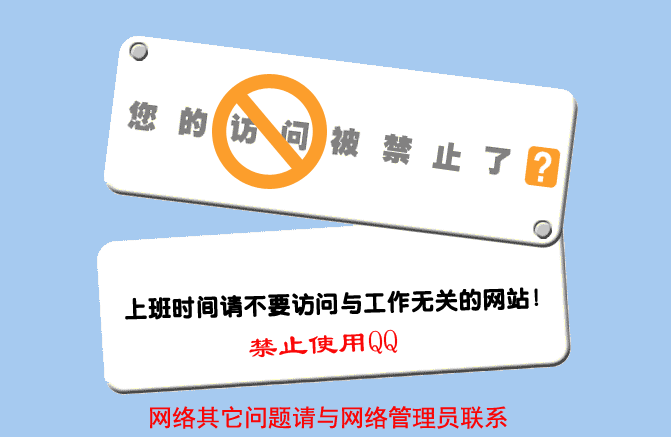 您的访问被禁止了?
上班时间请不要访问与工作无关的网站!
禁止使用QQ
网络其它问题请与网络管理员联系